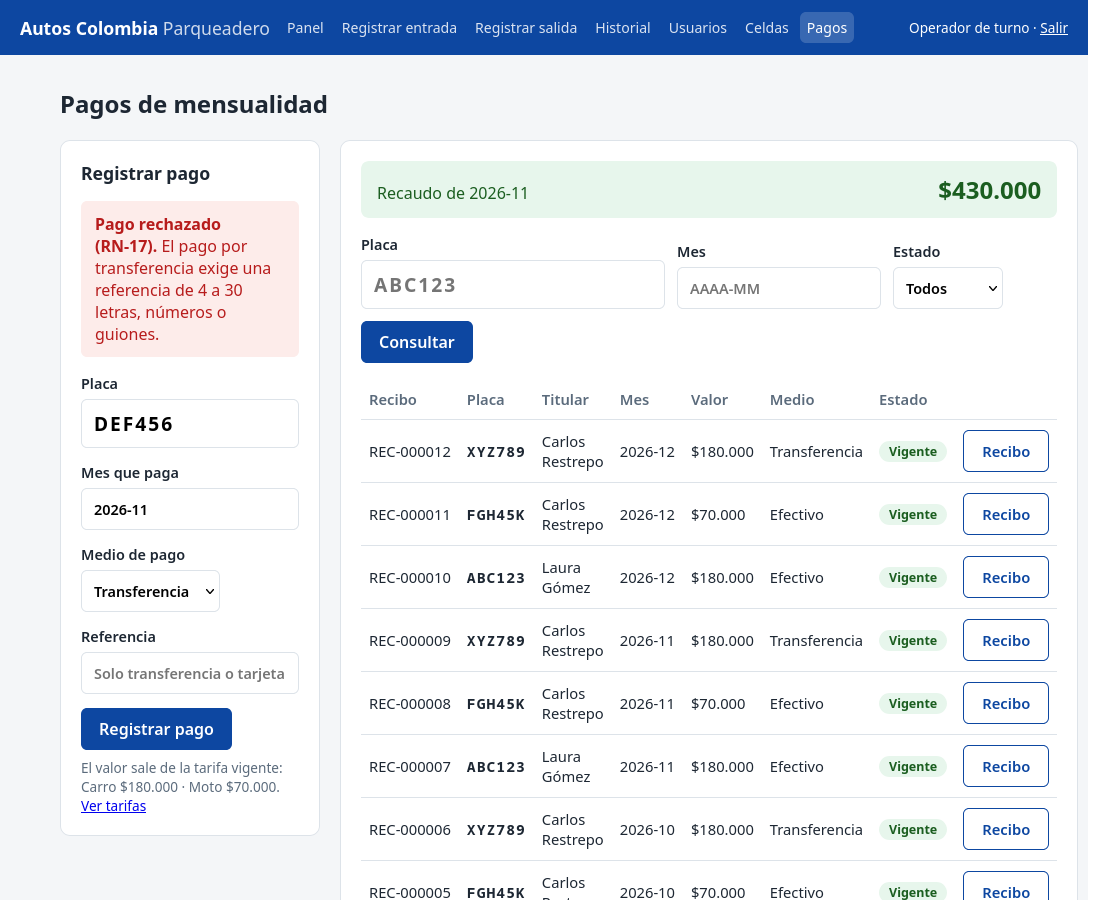 Autos Colombia Parqueadero Panel Registrar entrada Registrar salida Historial Usuarios Celdas Pagos Operador de turno · Salir
Pagos de mensualidad
Registrar pago
Pago rechazado
(RN-17). El pago por
transferencia exige una
referencia de 4 a 30
letras, números o
guiones.
Placa
DEF456
Mes que paga
2026-11
Medio de pago
Transferencia
Referencia
Solo transferencia o tarjeta
Registrar pago
El valor sale de la tarifa vigente:
Carro $180.000 · Moto $70.000.
Ver tarifas
Recaudo de 2026-11 $430.000
Placa Mes Estado
ABC123 AAAA-MM Todos
Consultar
Recibo Placa Titular Mes Valor Medio Estado
REC-000012 XYZ789 Carlos Restrepo 2026-12 $180.000 Transferencia Vigente Recibo
REC-000011 FGH45K Carlos Restrepo 2026-12 $70.000 Efectivo Vigente Recibo
REC-000010 ABC123 Laura Gómez 2026-12 $180.000 Efectivo Vigente Recibo
REC-000009 XYZ789 Carlos Restrepo 2026-11 $180.000 Transferencia Vigente Recibo
REC-000008 FGH45K Carlos Restrepo 2026-11 $70.000 Efectivo Vigente Recibo
REC-000007 ABC123 Laura Gómez 2026-11 $180.000 Efectivo Vigente Recibo
REC-000006 XYZ789 Carlos Restrepo 2026-10 $180.000 Transferencia Vigente Recibo
REC-000005 FGH45K Carlos 2026-10 $70.000 Efectivo Vigente Recibo